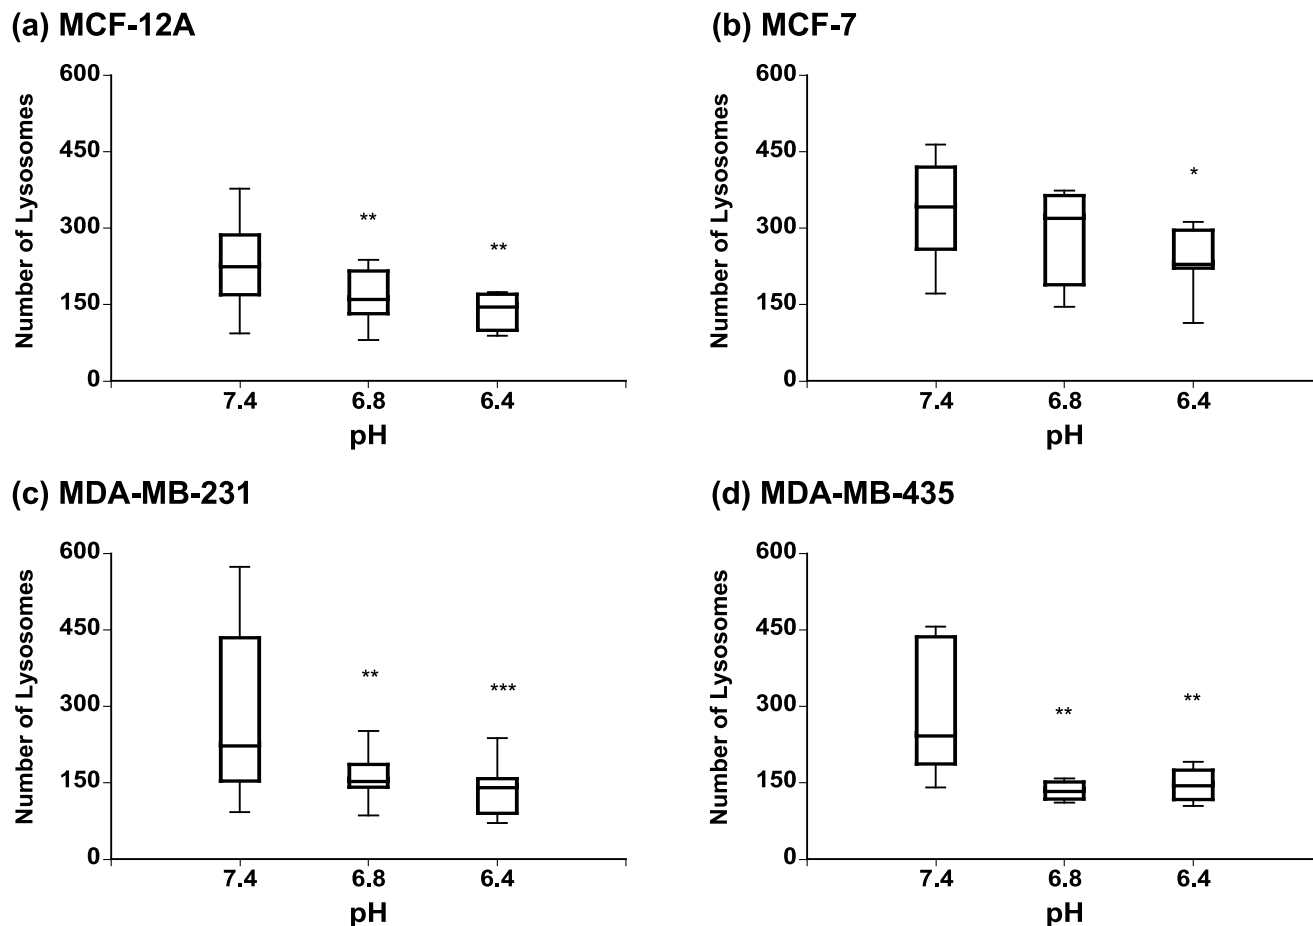 (a) MCF-12A
Number of Lysosomes
600
450
300
150
0
**
**
7.4 6.8 6.4
pH
(b) MCF-7
Number of Lysosomes
600
450
300
150
0
*
7.4 6.8 6.4
pH
(c) MDA-MB-231
Number of Lysosomes
600
450
300
150
0
**
***
7.4 6.8 6.4
pH
(d) MDA-MB-435
Number of Lysosomes
600
450
300
150
0
**
**
7.4 6.8 6.4
pH